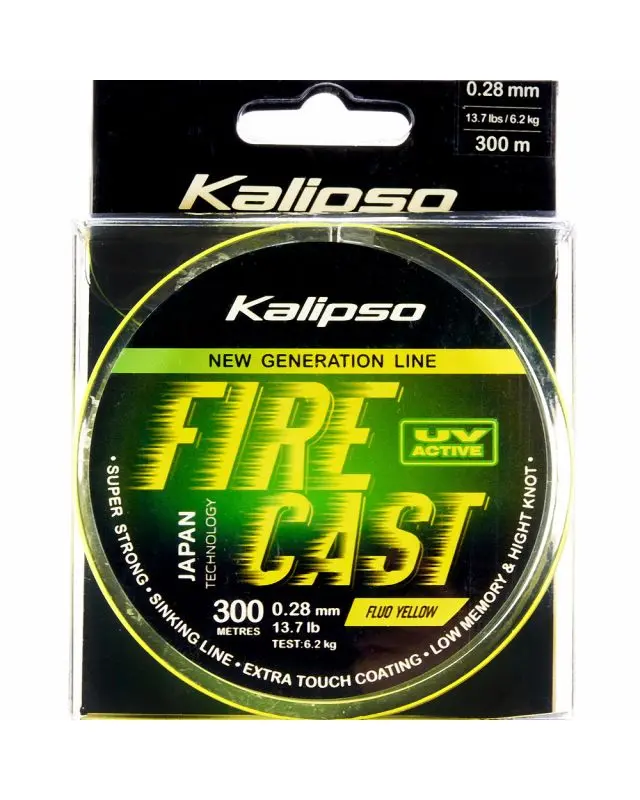 0.28 mm
13.7 lbs / 6.2 kg
300 m
Kalipso
Kalipso
NEW GENERATION LINE
FIRE
CAST
UV
ACTIVE
JAPAN
TECHNOLOGY
300
METRES
0.28 mm
13.7 lb
TEST:6.2 kg
FLUO YELLOW
• SUPER STRONG • SINKING LINE • EXTRA TOUCH COATING • LOW MEMORY & HIGHT KNOT •